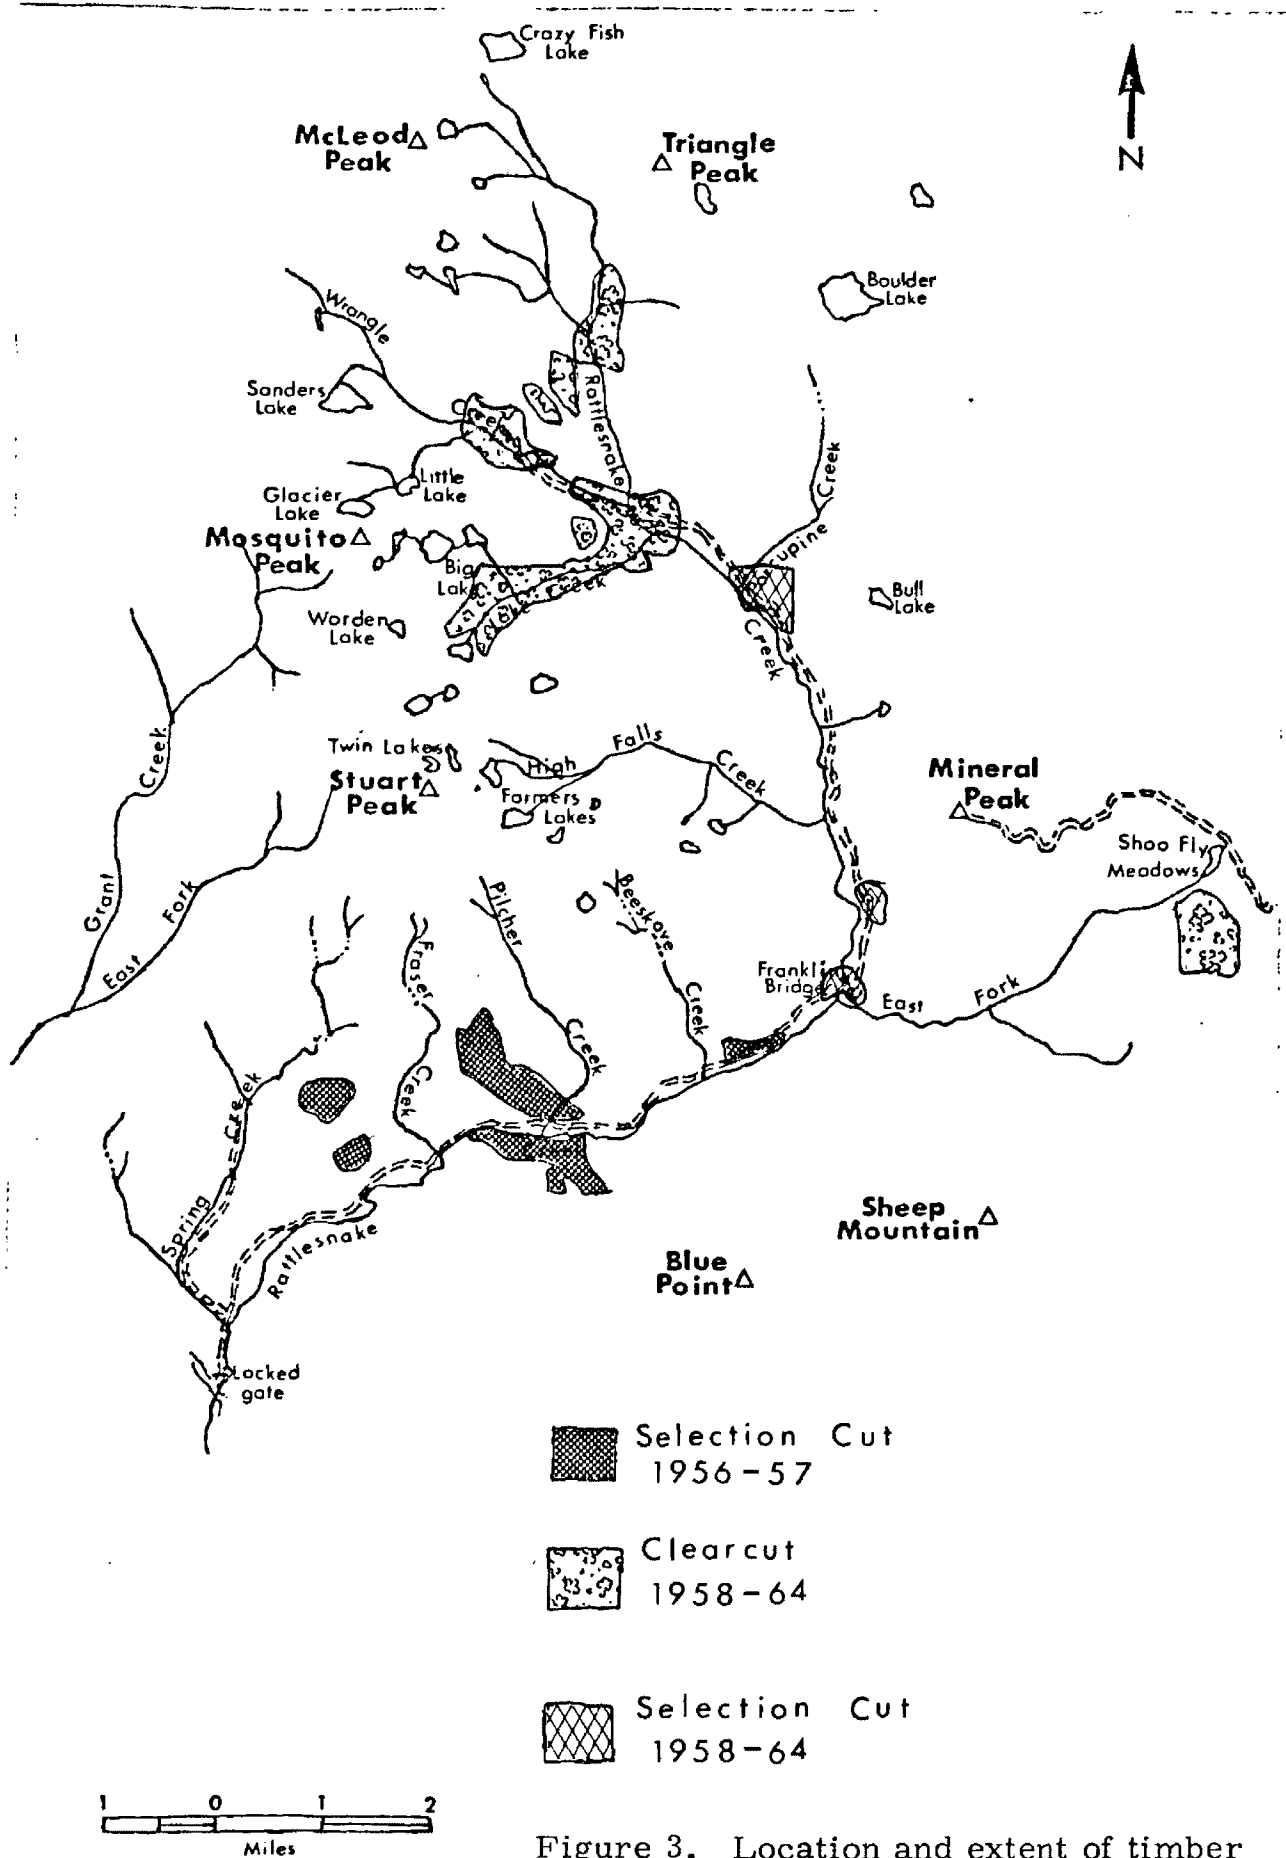 Crazy Fish
Lake
McLeod
Peak
Triangle
Peak
N
Boulder
Lake
Wrangle
Sanders
Lake
Rattlesnake
Creek
Little
Lake
Glacier
Lake
Mosquito
Peak
Big
Lake
Creek
Bull
Lake
Worden
Lake
Creek
Creek
Twin Lakes
Stuart
Peak
High
Falls
Creek
Farmers
Lakes
Mineral
Peak
Shoo Fly
Meadows
Grant
East
Fork
Fraser
Creek
Pilcher
Creek
Beeskove
Creek
Franklin
Bridge
East
Fork
Spring
Creek
Rattlesnake
Sheep
Mountain
Blue
Point
Locked
gate
Selection Cut
1956-57
Clearcut
1958-64
Selection Cut
1958-64
1 0 1 2
Miles
Figure 3. Location and extent of timber